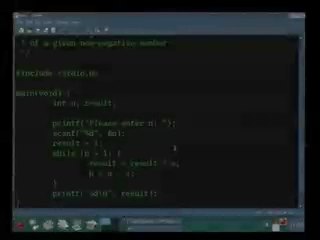 * of a given non-negative number
*/
#include <stdio.h>
main(void) {
int n, result;
printf("Please enter n: ");
scanf("%d", &n);
result = 1;
while (n > 1) {
result = result * n;
n = n - 1;
}
printf("%d\n", result);